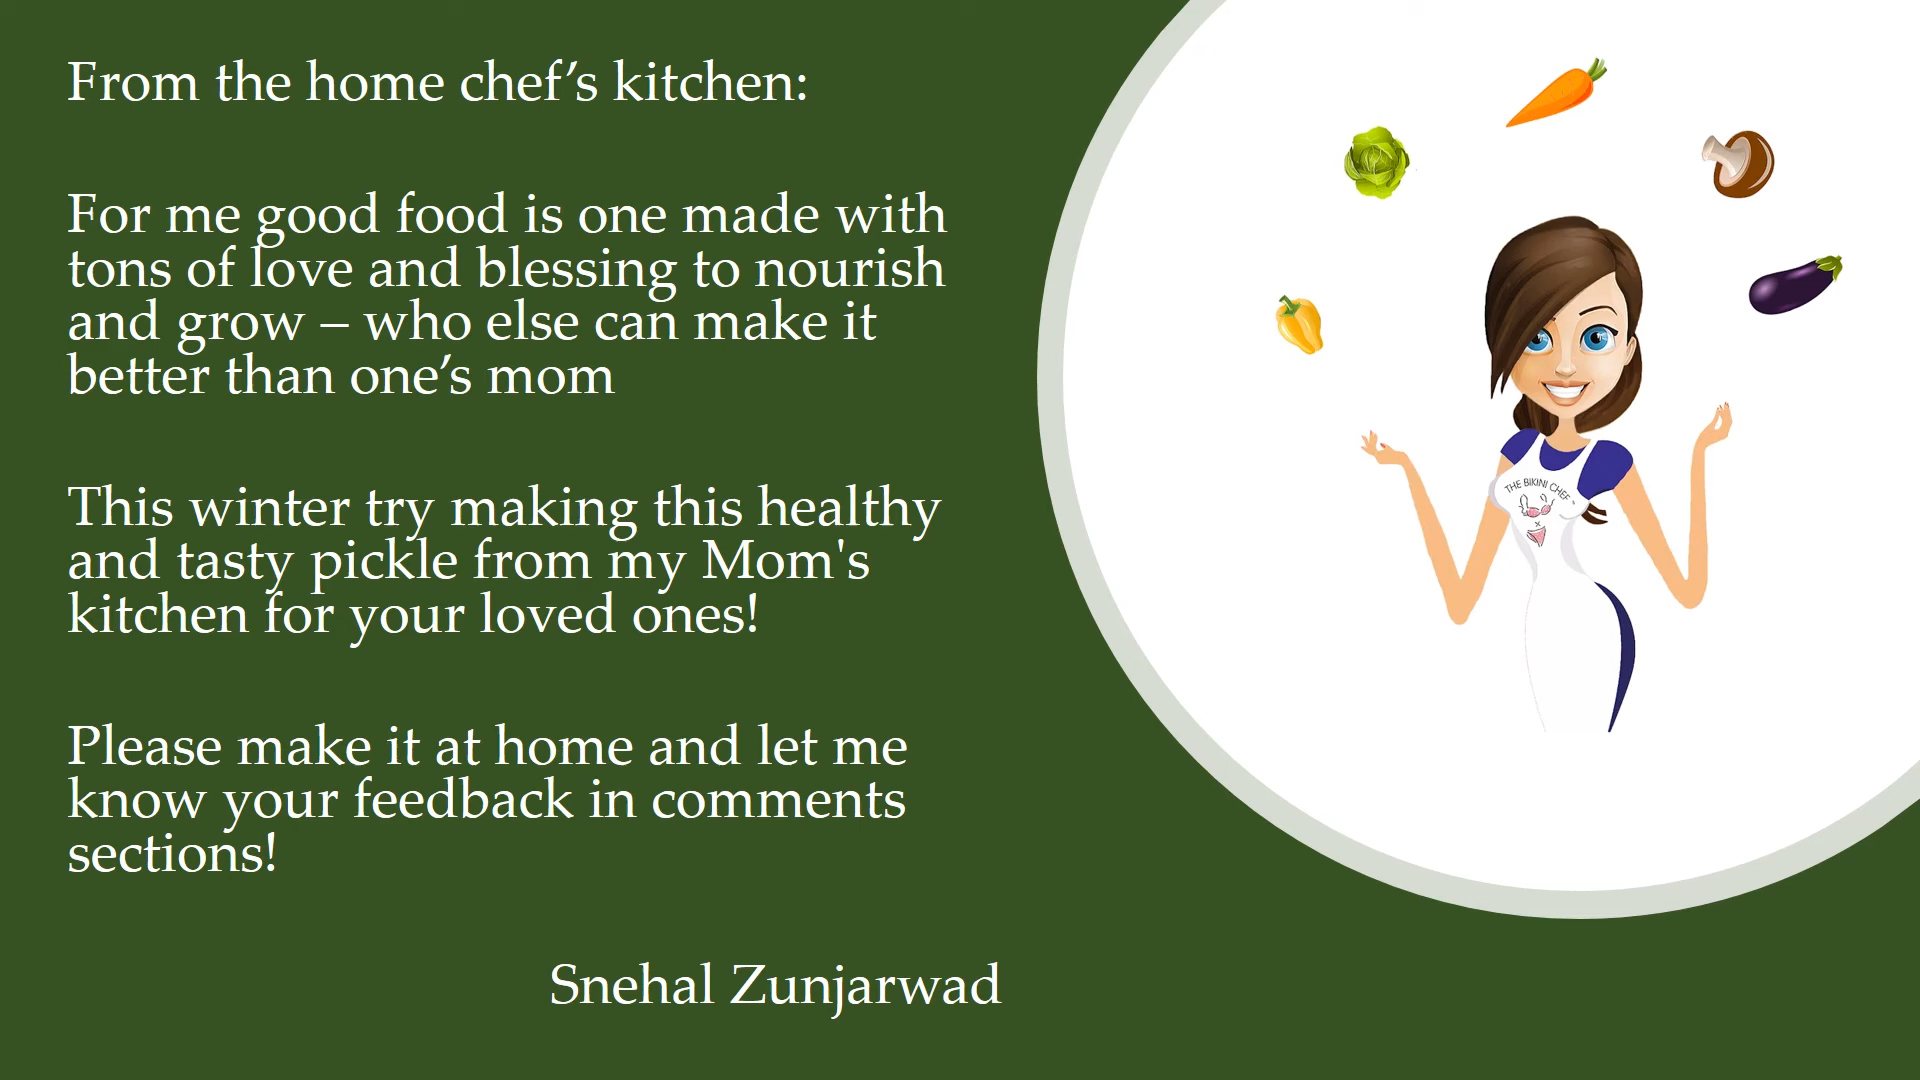 From the home chef’s kitchen:
For me good food is one made with
tons of love and blessing to nourish
and grow – who else can make it
better than one’s mom
This winter try making this healthy
and tasty pickle from my Mom's
kitchen for your loved ones!
Please make it at home and let me
know your feedback in comments
sections!
Snehal Zunjarwad
THE BIKINI CHEF